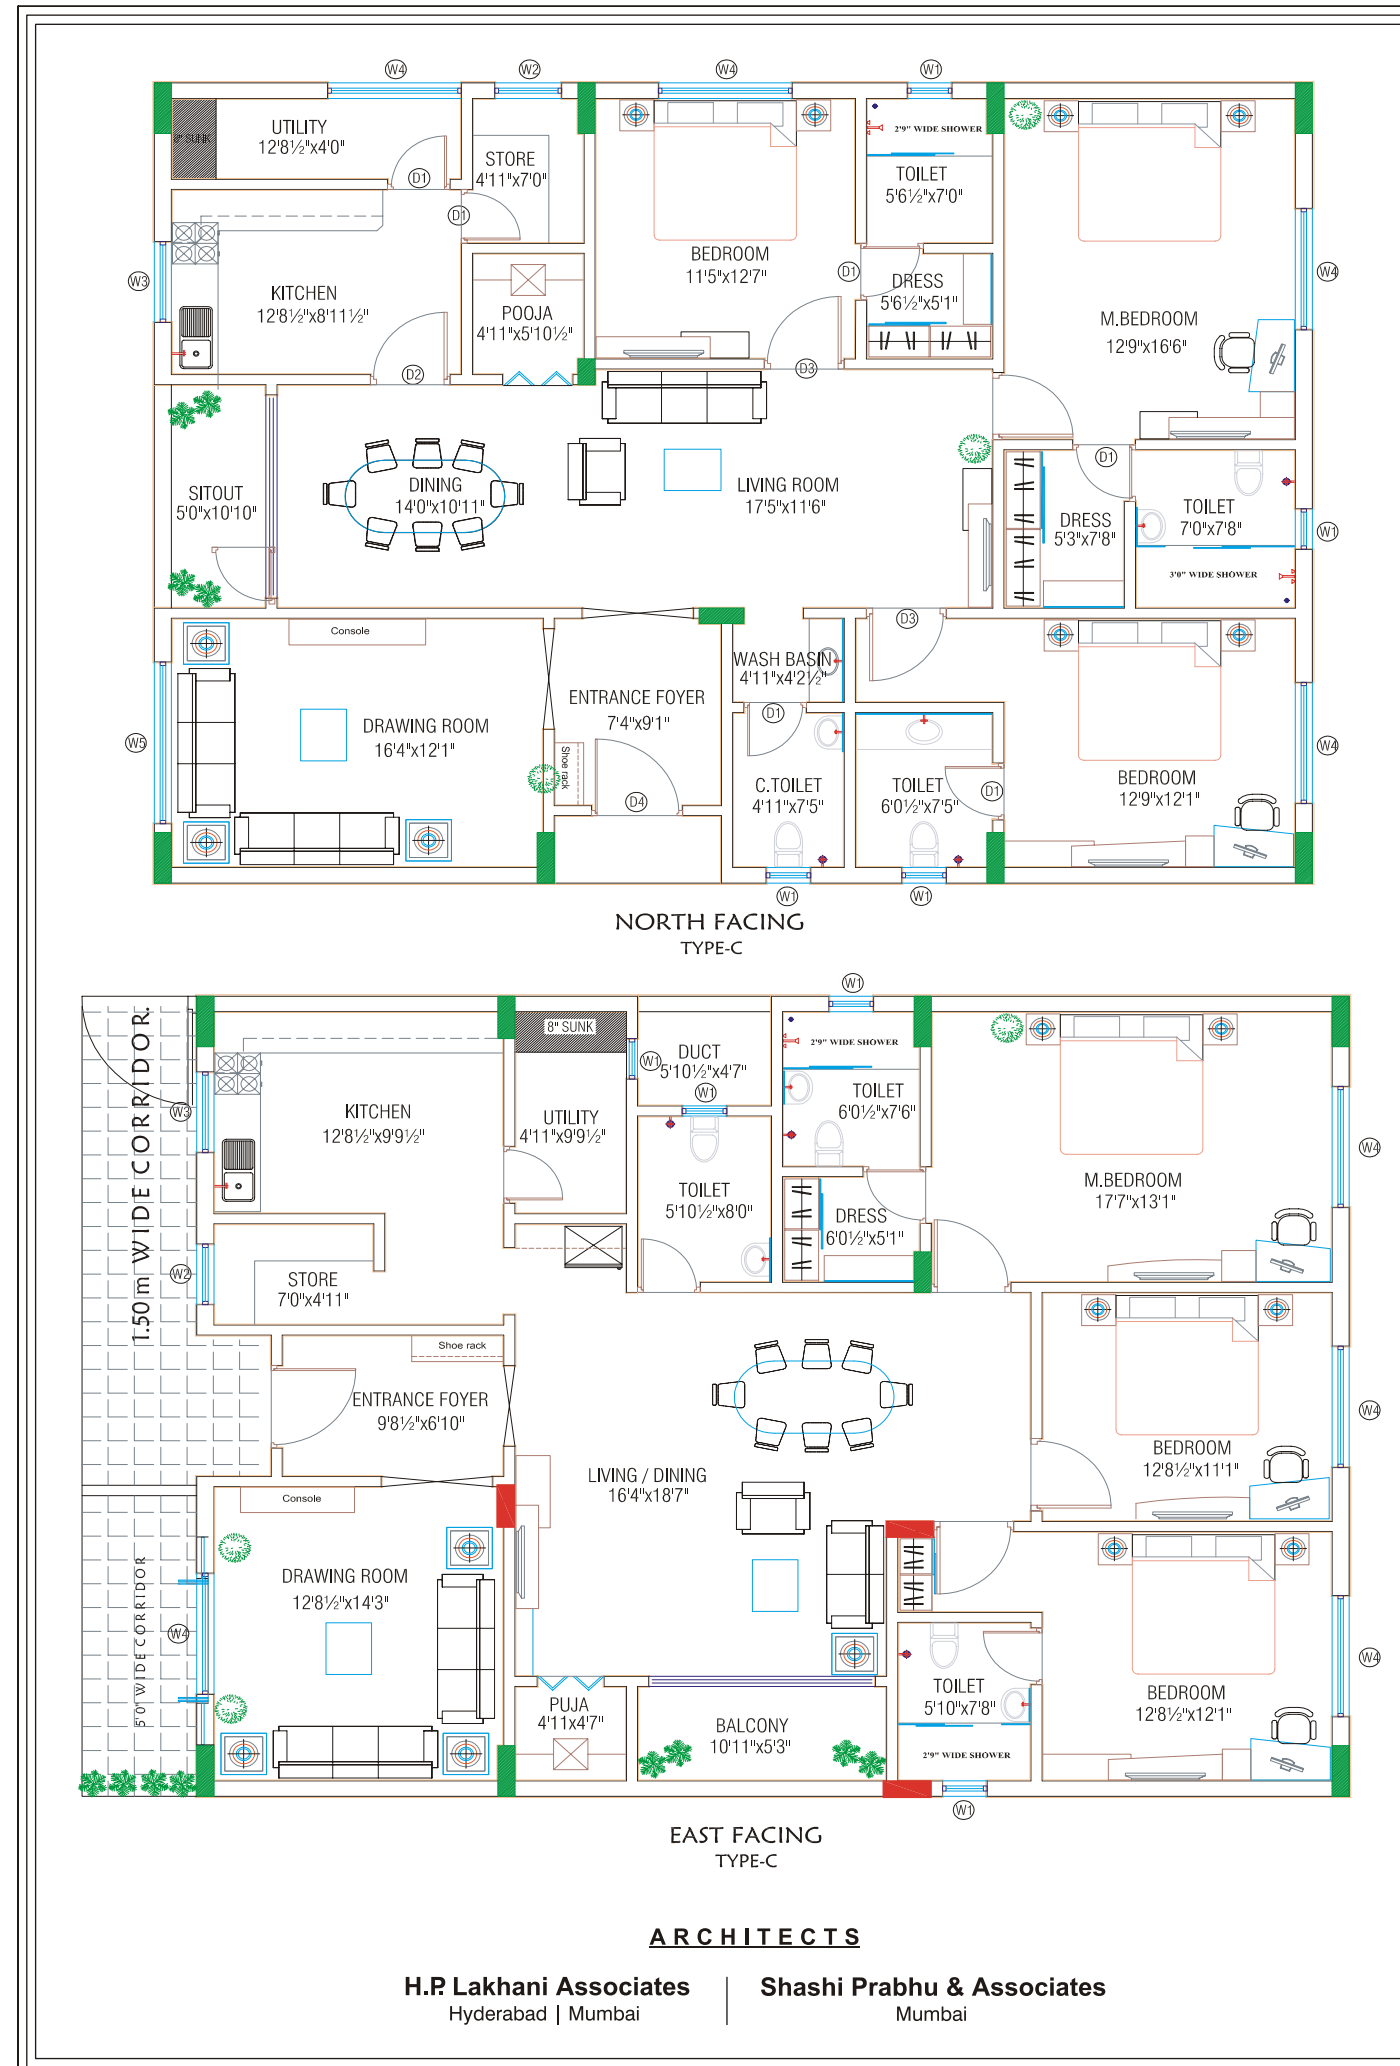 W4
W2
W4
W1
UTILITY
12'8½"x4'0"
8" SUNK
D1
STORE
4'11"x7'0"
D1
2'9" WIDE SHOWER
TOILET
5'6½"x7'0"
BEDROOM
11'5"x12'7"
D1
DRESS
5'6½"x5'1"
W3
KITCHEN
12'8½"x8'11½"
POOJA
4'11"x5'10½"
M.BEDROOM
12'9"x16'6"
W4
D2
D3
SITOUT
5'0"x10'10"
DINING
14'0"x10'11"
LIVING ROOM
17'5"x11'6"
D1
DRESS
5'3"x7'8"
TOILET
7'0"x7'8"
W1
3'0" WIDE SHOWER
Console
D3
WASH BASIN
4'11"x4'2½"
ENTRANCE FOYER
7'4"x9'1"
D1
DRAWING ROOM
16'4"x12'1"
W5
Shoe rack
D4
C.TOILET
4'11"x7'5"
TOILET
6'0½"x7'5"
D1
BEDROOM
12'9"x12'1"
W4
W1
W1
NORTH FACING
TYPE-C
W1
1.50 m WIDE CORRIDOR.
8" SUNK
W1
DUCT
5'10½"x4'7"
W1
2'9" WIDE SHOWER
TOILET
6'0½"x7'6"
W3
KITCHEN
12'8½"x9'9½"
UTILITY
4'11"x9'9½"
TOILET
5'10½"x8'0"
DRESS
6'0½"x5'1"
M.BEDROOM
17'7"x13'1"
W4
W2
STORE
7'0"x4'11"
Shoe rack
ENTRANCE FOYER
9'8½"x6'10"
LIVING / DINING
16'4"x18'7"
BEDROOM
12'8½"x11'1"
W4
Console
DRAWING ROOM
12'8½"x14'3"
5'0" WIDE CORRIDOR
W4
PUJA
4'11x4'7"
BALCONY
10'11"x5'3"
TOILET
5'10"x7'8"
2'9" WIDE SHOWER
BEDROOM
12'8½"x12'1"
W4
W1
EAST FACING
TYPE-C
ARCHITECTS
H.P. Lakhani Associates
Hyderabad | Mumbai
Shashi Prabhu & Associates
Mumbai